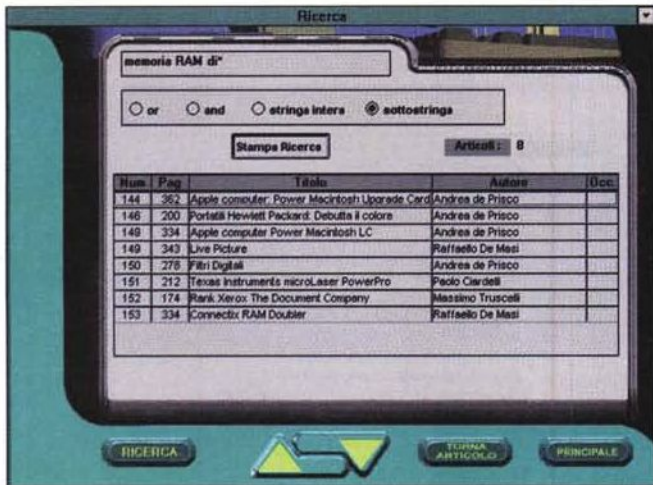 Ricerca
memoria RAM di*
or and stringa intera sottostringa
Stampa Ricerca Articoli: 8
Num Pag Titolo Autore Occ
144 362 Apple computer: Power Macintosh Upgrade Card Andrea de Prisco
146 200 Portatili Hewlett Packard: Debutta il colore Andrea de Prisco
149 334 Apple computer Power Macintosh LC Andrea de Prisco
149 343 Live Picture Raffaello De Masi
150 276 Filtri Digitali Andrea de Prisco
151 212 Texas Instruments microLaser PowerPro Paolo Ciardelli
152 174 Rank Xerox The Document Company Massimo Truscelli
153 334 Connectix RAM Doubler Raffaello De Masi
RICERCA TORNA ARTICOLO PRINCIPALE